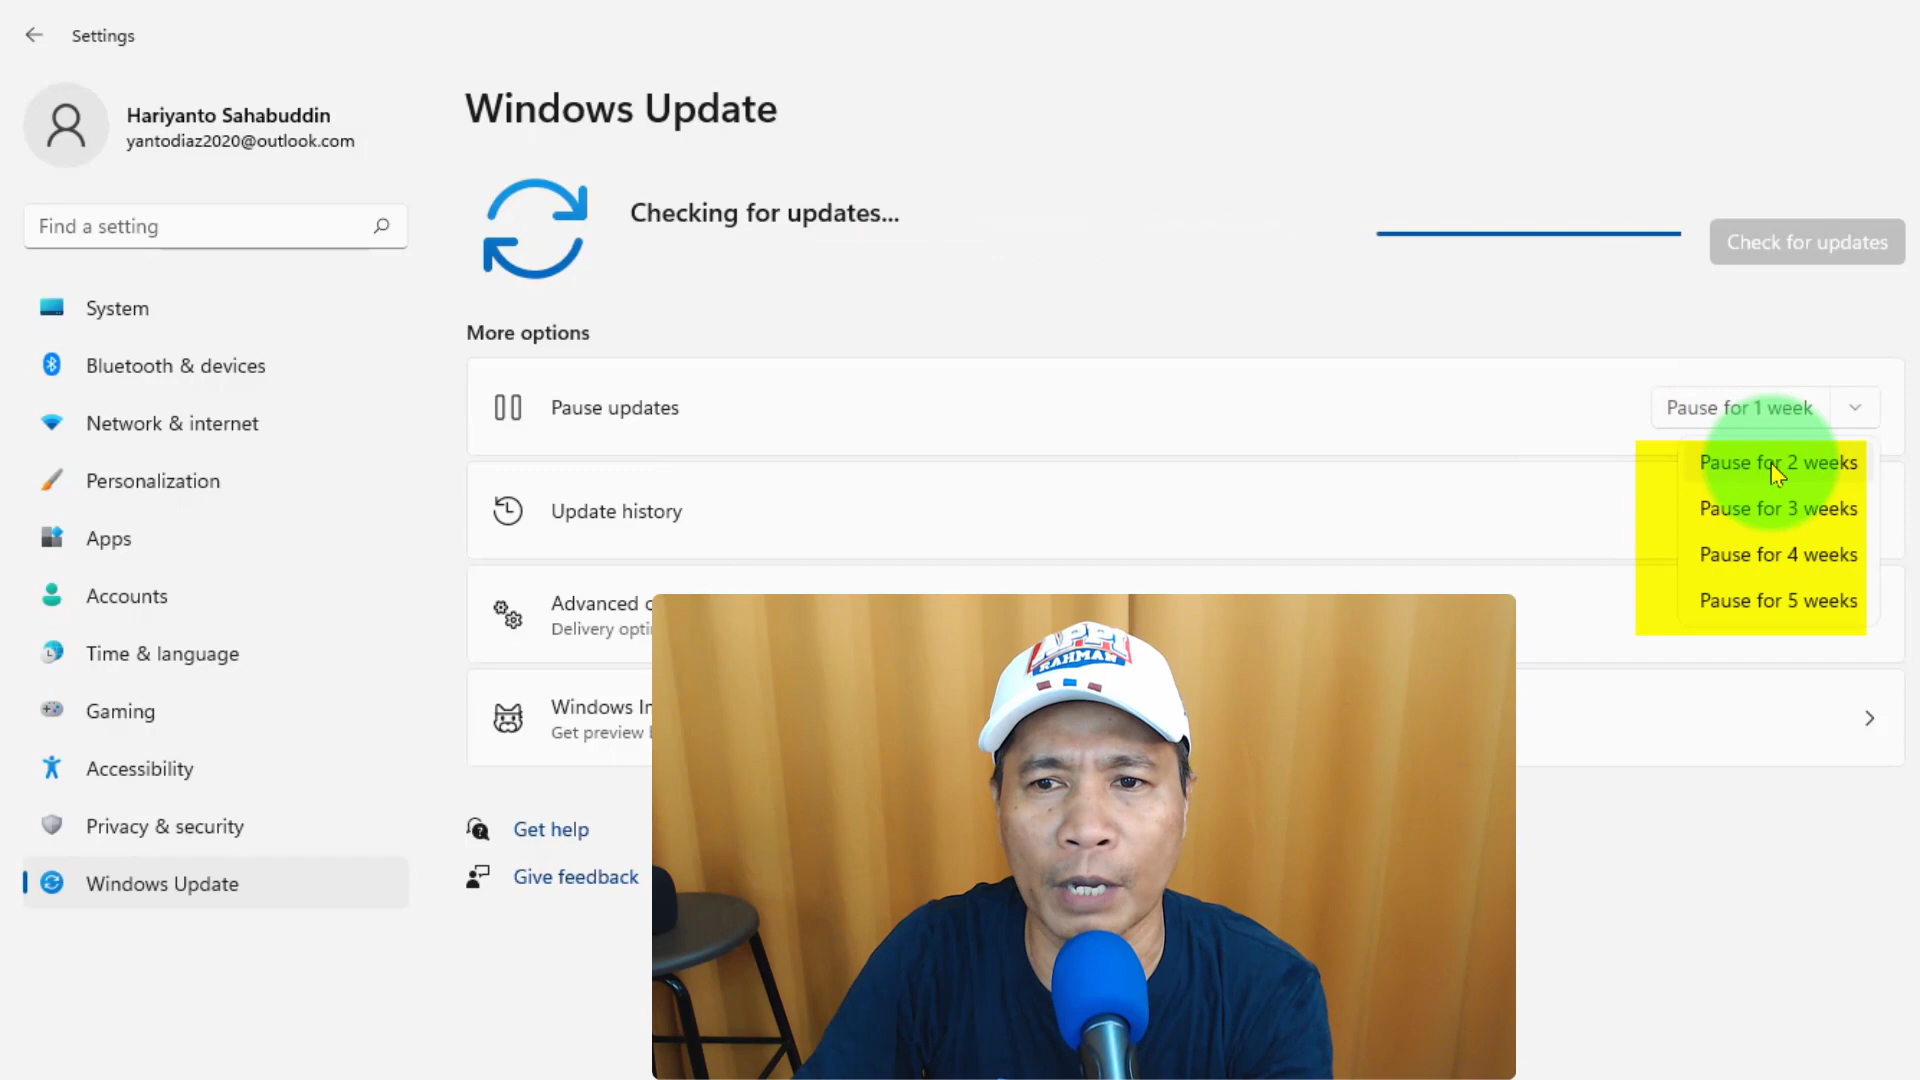 Settings
Hariyanto Sahabuddin
yantodiaz2020@outlook.com
Find a setting
System
Bluetooth & devices
Network & internet
Personalization
Apps
Accounts
Time & language
Gaming
Accessibility
Privacy & security
Windows Update
Windows Update
Checking for updates...
Check for updates
More options
Pause updates
Pause for 1 week
Pause for 2 weeks
Pause for 3 weeks
Pause for 4 weeks
Pause for 5 weeks
Update history
Advanced
Delivery
Windows
Get preview
Get help
Give feedback
RAHMAN